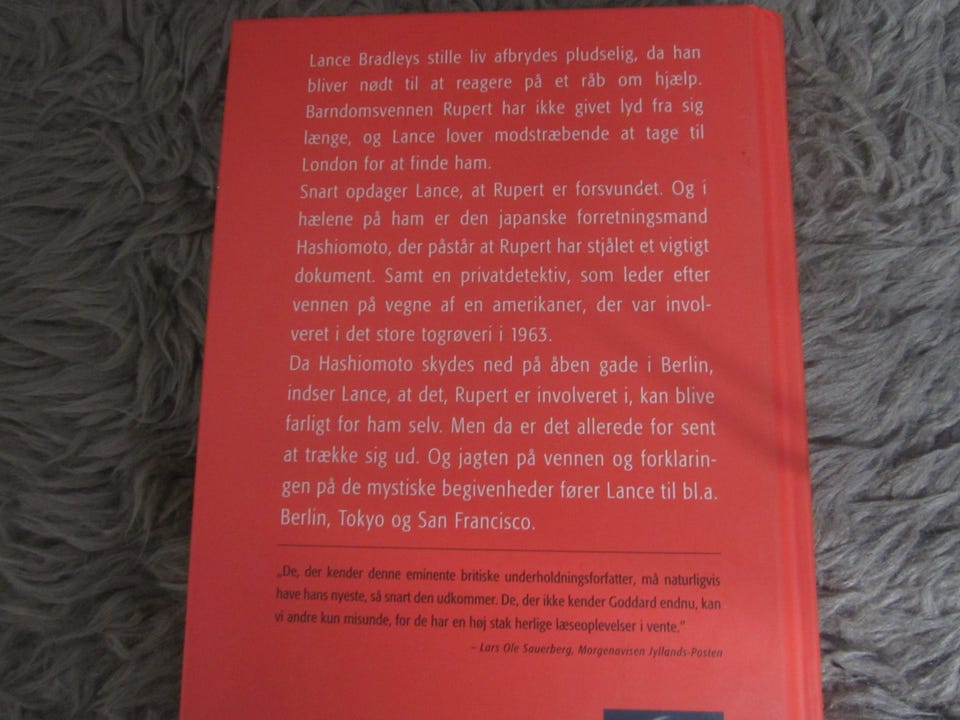 Lance Bradleys stille liv afbrydes pludselig, da han
bliver nødt til at reagere på et råb om hjælp.
Barndomsvennen Rupert har ikke givet lyd fra sig
længe, og Lance lover modstræbende at tage til
London for at finde ham.
Snart opdager Lance, at Rupert er forsvundet. Og i
hælene på ham er den japanske forretningsmand
Hashiomoto, der påstår at Rupert har stjålet et vigtigt
dokument. Samt en privatdetektiv, som leder efter
vennen på vegne af en amerikaner, der var invol-
veret i det store togrøveri i 1963.
Da Hashiomoto skydes ned på åben gade i Berlin,
indser Lance, at det, Rupert er involveret i, kan blive
farligt for ham selv. Men da er det allerede for sent
at trække sig ud. Og jagten på vennen og forklarin-
gen på de mystiske begivenheder fører Lance til bl.a.
Berlin, Tokyo og San Francisco.
„De, der kender denne eminente britiske underholdningsforfatter, må naturligvis
have hans nyeste, så snart den udkommer. De, der ikke kender Goddard endnu, kan
vi andre kun misunde, for de har en høj stak herlige læseoplevelser i vente."
– Lars Ole Sauerberg, Morgenavisen Jyllands-Posten